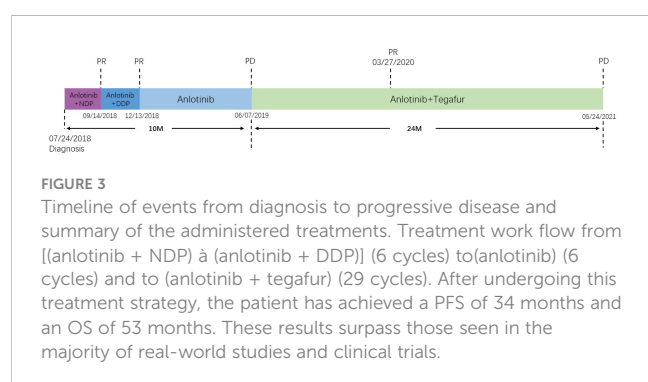 PR
PR
PD
PR
03/27/2020
PD
Anlotinib
+NDP
Anlotinib
+DDP
Anlotinib
Anlotinib+Tegafur
09/14/2018
12/13/2018
06/07/2019
05/24/2021
10M
24M
07/24/2018
Diagnosis
FIGURE 3
Timeline of events from diagnosis to progressive disease and
summary of the administered treatments. Treatment work flow from
[(anlotinib + NDP) à (anlotinib + DDP)] (6 cycles) to(anlotinib) (6
cycles) and to (anlotinib + tegafur) (29 cycles). After undergoing this
treatment strategy, the patient has achieved a PFS of 34 months and
an OS of 53 months. These results surpass those seen in the
majority of real-world studies and clinical trials.